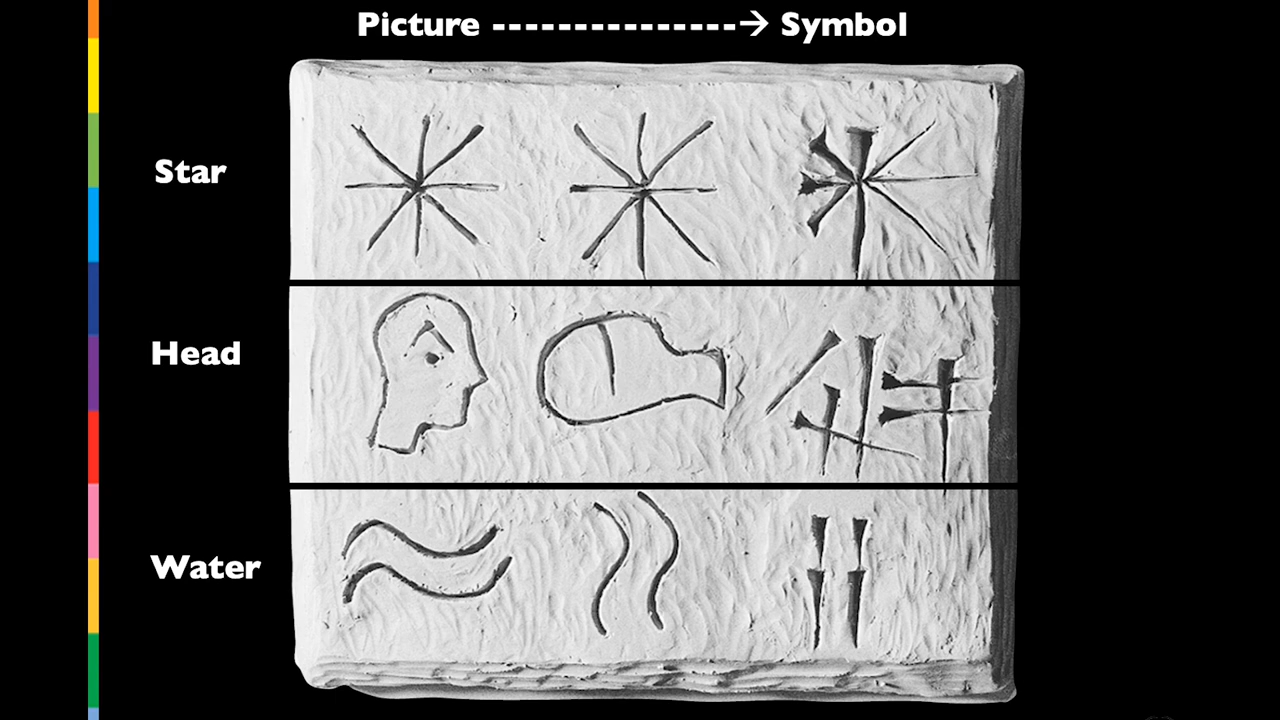 Picture ---------------→ Symbol
Star
Head
Water